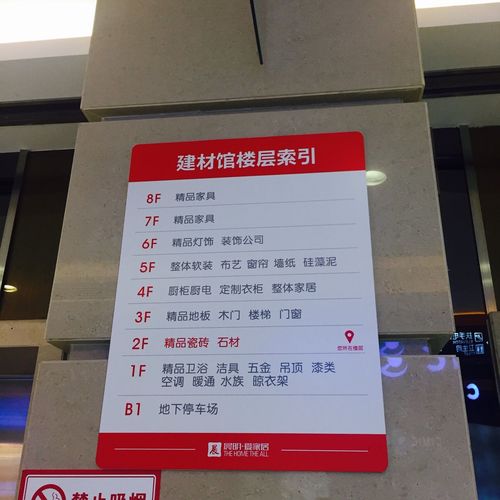 建材馆楼层索引
8F 精品家具
7F 精品家具
6F 精品灯饰 装饰公司
5F 整体软装 布艺 窗帘 墙纸 硅藻泥
4F 厨柜厨电 定制衣柜 整体家居
3F 精品地板 木门 楼梯 门窗
2F 精品瓷砖 石材
您所在楼层
1F 精品卫浴 洁具 五金 吊顶 漆类
空调 暖通 水族 晾衣架
B1 地下停车场
THE HOME THE ALL
禁止吸烟